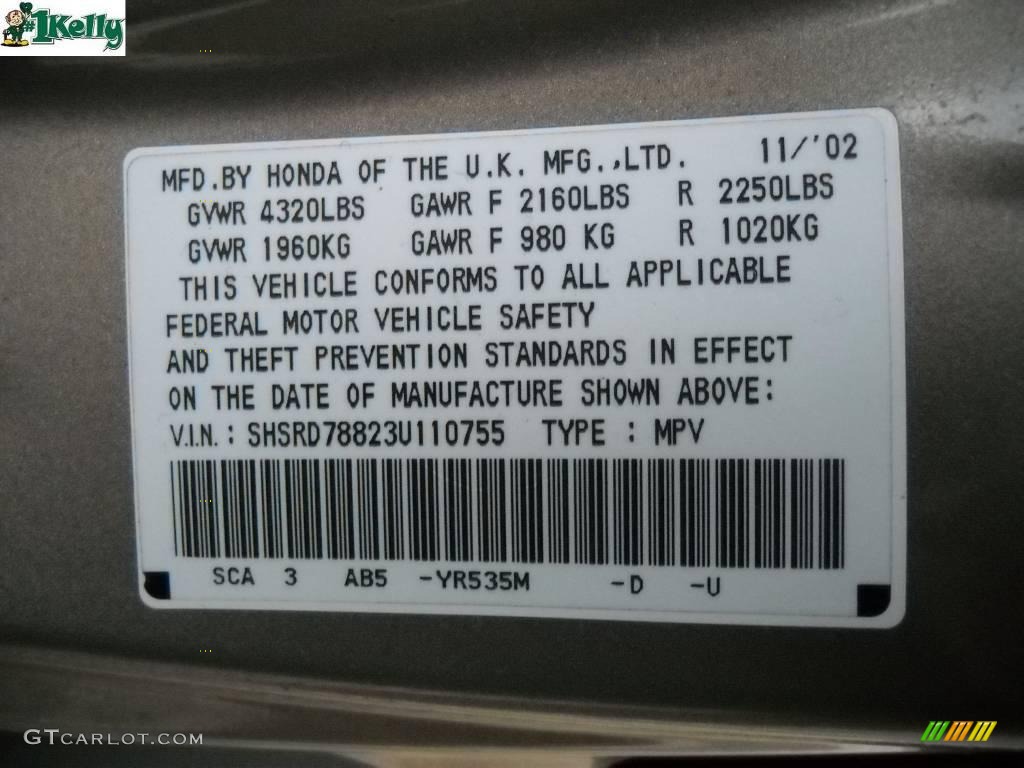 #1Kelly
MFD.BY HONDA OF THE U.K. MFG.,LTD. 11/'02
GVWR 4320LBS GAWR F 2160LBS R 2250LBS
GVWR 1960KG GAWR F 980 KG R 1020KG
THIS VEHICLE CONFORMS TO ALL APPLICABLE
FEDERAL MOTOR VEHICLE SAFETY
AND THEFT PREVENTION STANDARDS IN EFFECT
ON THE DATE OF MANUFACTURE SHOWN ABOVE:
V.I.N.: SHSRD78823U110755 TYPE : MPV
SCA 3 AB5 -YR535M -D -U
GTCARLOT.COM